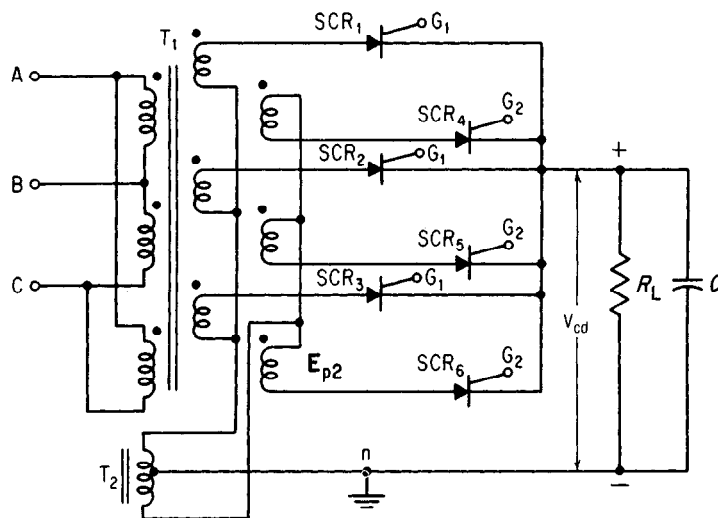 SCR1 G1
T1
A
SCR4 G2
SCR2 G1
B
+
SCR5 G2
C
SCR3 G1
RL C
Vcd
Ep2
SCR6 G2
n
T2
−